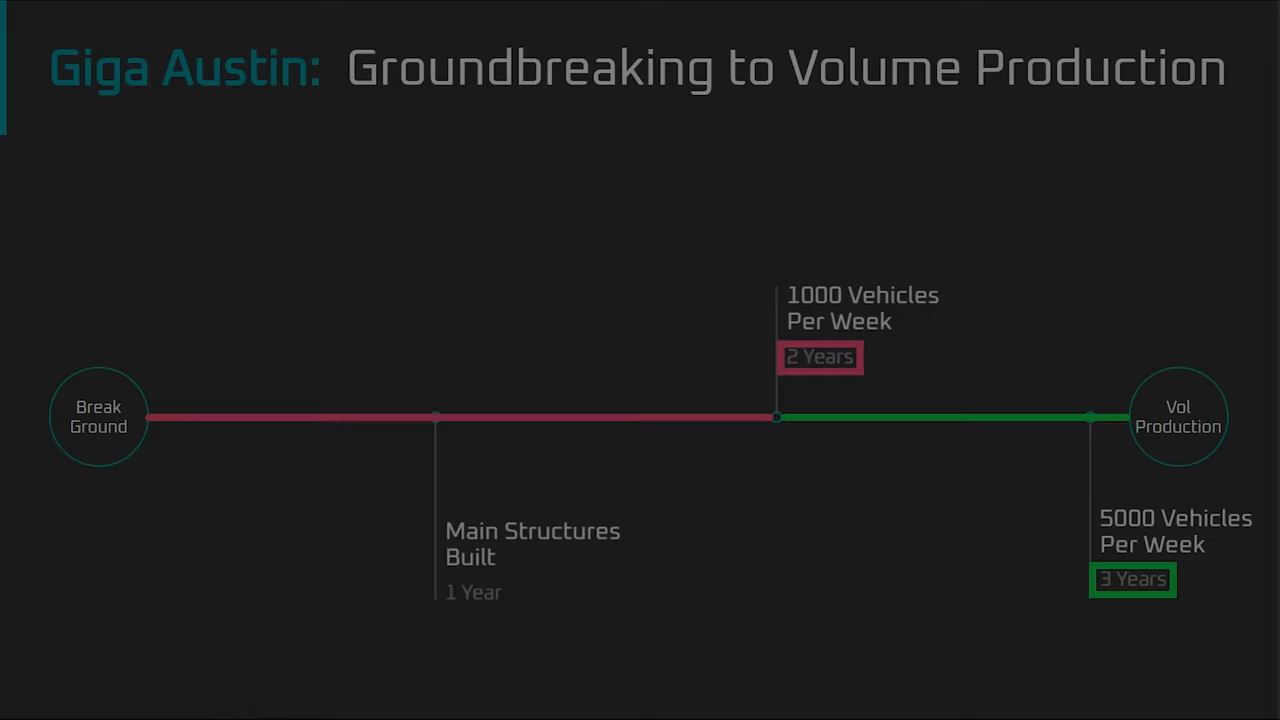 Giga Austin: Groundbreaking to Volume Production
1000 Vehicles
Per Week
2 Years
Break
Ground
Vol
Production
Main Structures
Built
1 Year
5000 Vehicles
Per Week
3 Years